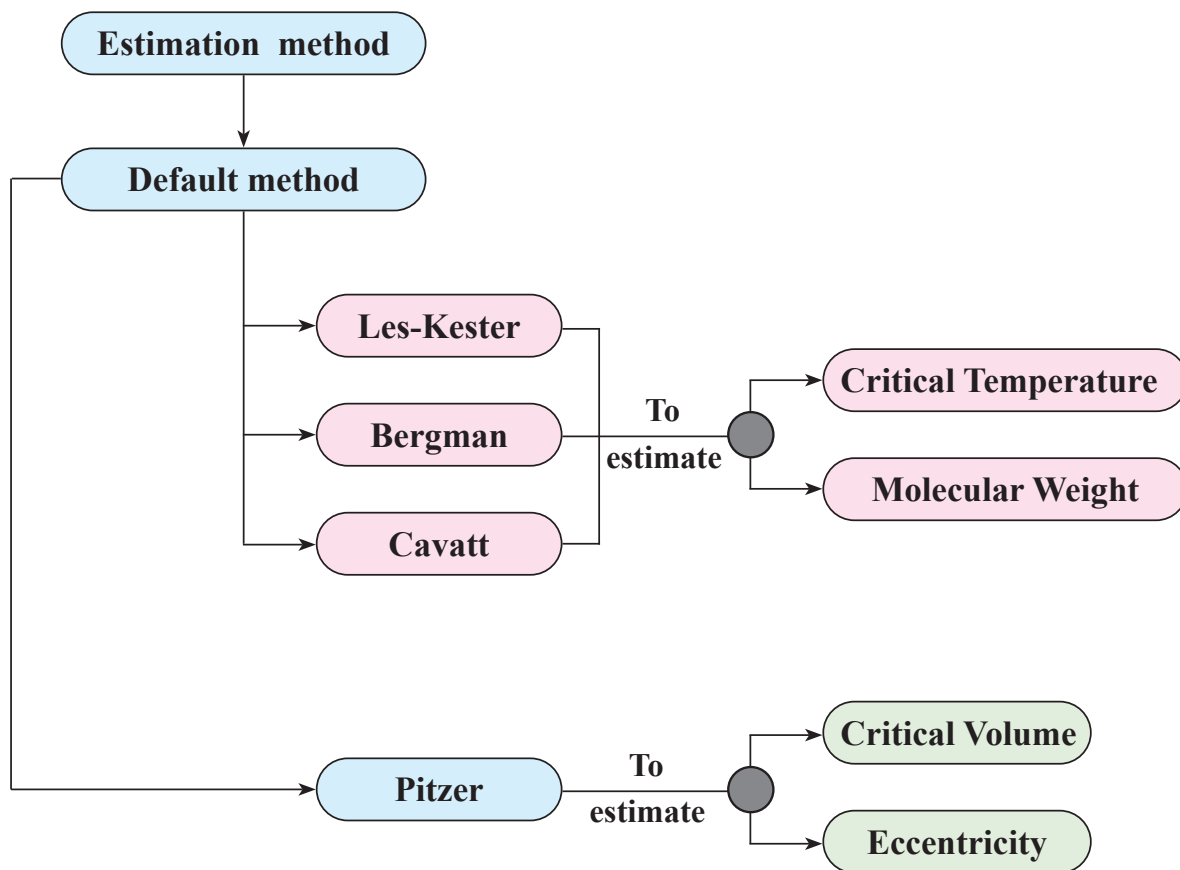 Estimation method
Default method
Les-Kester
Bergman
Cavatt
To
estimate
Critical Temperature
Molecular Weight
Pitzer
To
estimate
Critical Volume
Eccentricity